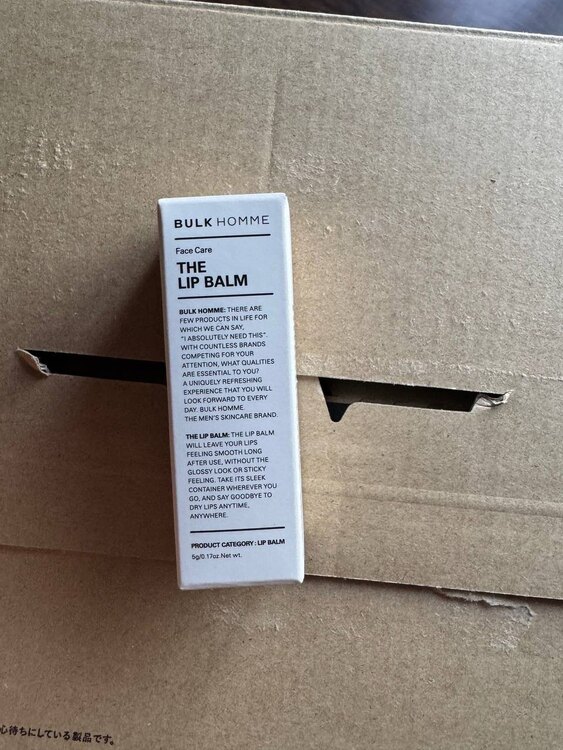 BULK HOMME
Face Care
THE
LIP BALM
BULK HOMME: THERE ARE
FEW PRODUCTS IN LIFE FOR
WHICH WE CAN SAY,
"I ABSOLUTELY NEED THIS".
WITH COUNTLESS BRANDS
COMPETING FOR YOUR
ATTENTION, WHAT QUALITIES
ARE ESSENTIAL TO YOU?
A UNIQUELY REFRESHING
EXPERIENCE THAT YOU WILL
LOOK FORWARD TO EVERY
DAY. BULK HOMME.
THE MEN'S SKINCARE BRAND.
THE LIP BALM: THE LIP BALM
WILL LEAVE YOUR LIPS
FEELING SMOOTH LONG
AFTER USE, WITHOUT THE
GLOSSY LOOK OR STICKY
FEELING. TAKE ITS SLEEK
CONTAINER WHEREVER YOU
GO, AND SAY GOODBYE TO
DRY LIPS ANYTIME,
ANYWHERE.
PRODUCT CATEGORY : LIP BALM
5g/0.17oz.Net wt.
心待ちにしている製品です。